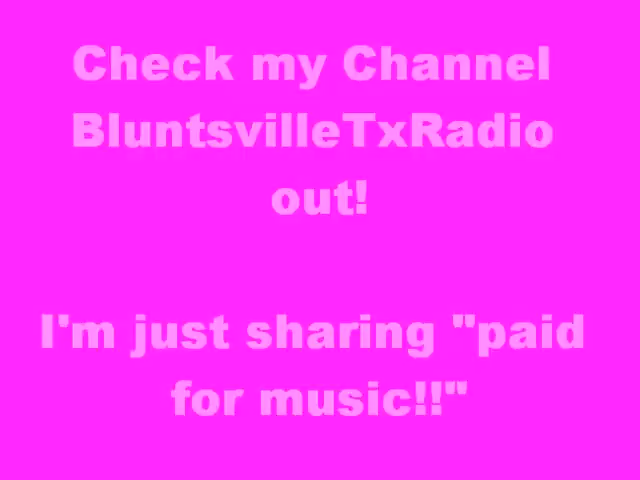 Check my Channel
BluntsvilleTxRadio
out!
I'm just sharing "paid
for music!!"